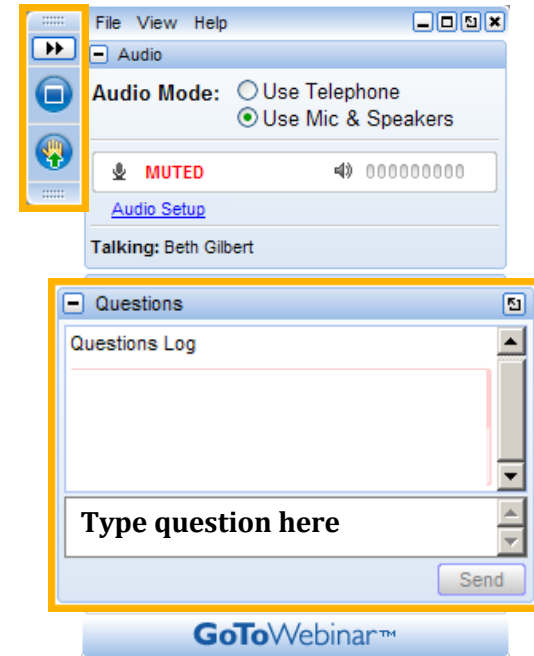 File View Help
Audio
Audio Mode: Use Telephone
Use Mic & Speakers
MUTED 000000000
Audio Setup
Talking: Beth Gilbert
Questions
Questions Log
Type question here
Send
GoToWebinar™